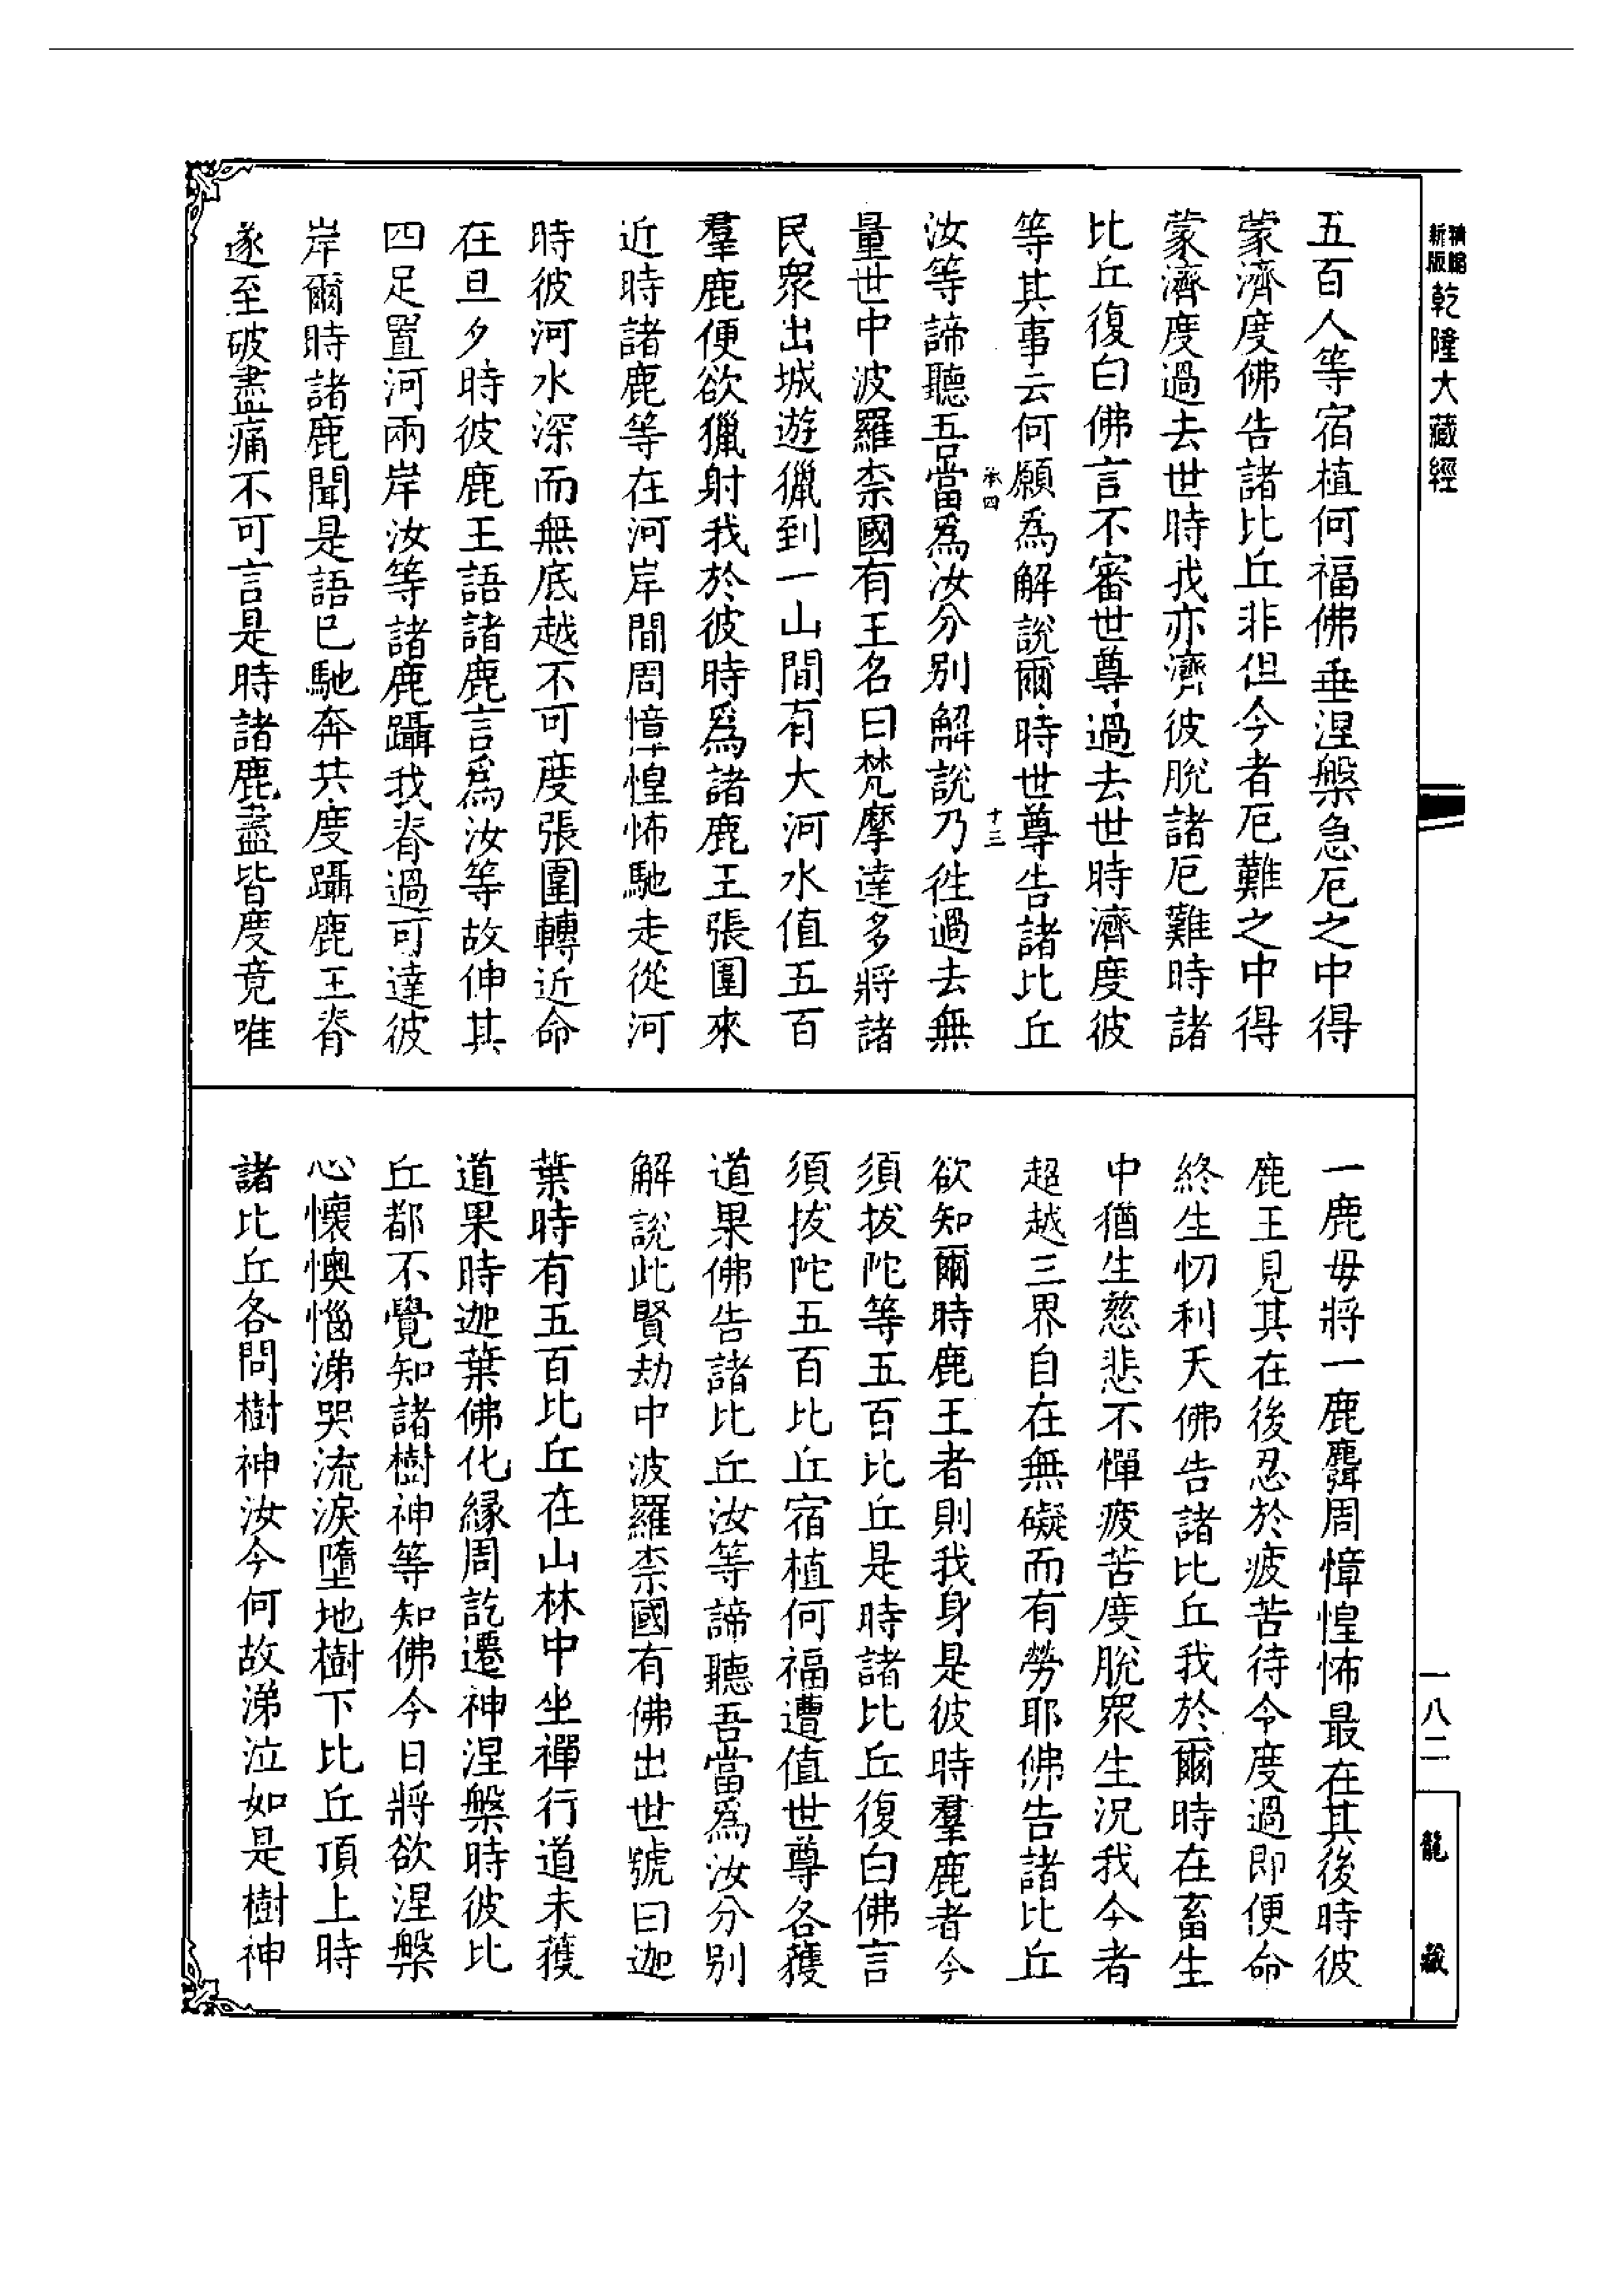 精縮
新版
乾隆大藏經
五百人等宿植何福佛垂涅槃急厄之中得
蒙濟度佛告諸比丘非但今者厄難之中得
蒙濟度過去世時我亦濟彼脫諸厄難時諸
比丘復白佛言不審世尊過去世時濟度彼
等其事云何願爲解說爾時世尊告諸比丘
四
十三
汝等諦聽吾當爲汝分別解說乃徃過去無
量世中波羅柰國有王名曰梵摩達多將諸
民衆出城遊獵到一山間有大河水值五百
羣鹿便欲獵射我於彼時爲諸鹿王張圍來
近時諸鹿等在河岸間周慞惶怖馳走從河
時彼河水深而無底越不可度張圍轉近命
在旦夕時彼鹿王語諸鹿言爲汝等故伸其
四足置河兩岸汝等諸鹿躡我脊過可達彼
岸爾時諸鹿聞是語已馳奔共度躡鹿王脊
遂至破盡痛不可言是時諸鹿盡皆度竟唯
一鹿母將一鹿麛周慞惶怖最在其後時彼
鹿王見其在後忍於疲苦待令度過即便命
終生忉利天佛告諸比丘我於爾時在畜生
中猶生慈悲不憚疲苦度脫衆生況我今者
超越三界自在無礙而有勞耶佛告諸比丘
欲知爾時鹿王者則我身是彼時羣鹿者今
須拔陀等五百比丘是時諸比丘復白佛言
須拔陀五百比丘宿植何福遭值世尊各獲
道果佛告諸比丘汝等諦聽吾當爲汝分別
解說此賢劫中波羅柰國有佛出世號曰迦
葉時有五百比丘在山林中坐禪行道未獲
道果時迦葉佛化緣周訖遷神涅槃時彼比
丘都不覺知諸樹神等知佛今日將欲涅槃
心懷懊惱涕哭流淚墮地樹下比丘頂上時
諸比丘各問樹神汝今何故涕泣如是樹神
一八二
龍藏